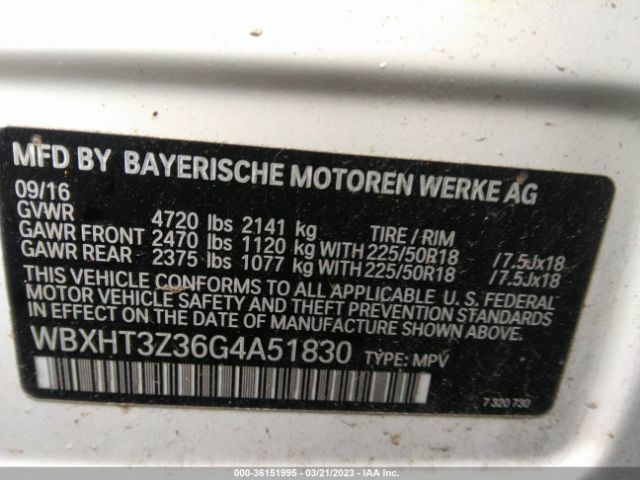 MFD BY BAYERISCHE MOTOREN WERKE AG
09/16
GVWR 4720 lbs 2141 kg TIRE / RIM
GAWR FRONT 2470 lbs 1120 kg WITH 225/50R18 /7.5Jx18
GAWR REAR 2375 lbs 1077 kg WITH 225/50R18 /7.5Jx18
THIS VEHICLE CONFORMS TO ALL APPLICABLE U. S. FEDERAL
MOTOR VEHICLE SAFETY AND THEFT PREVENTION STANDARDS
IN EFFECT ON THE DATE OF MANUFACTURE SHOWN ABOVE.
WBXHT3Z36G4A51830 TYPE: MPV
7 320 730
000-36151995 — 03/21/2023 — IAA Inc.